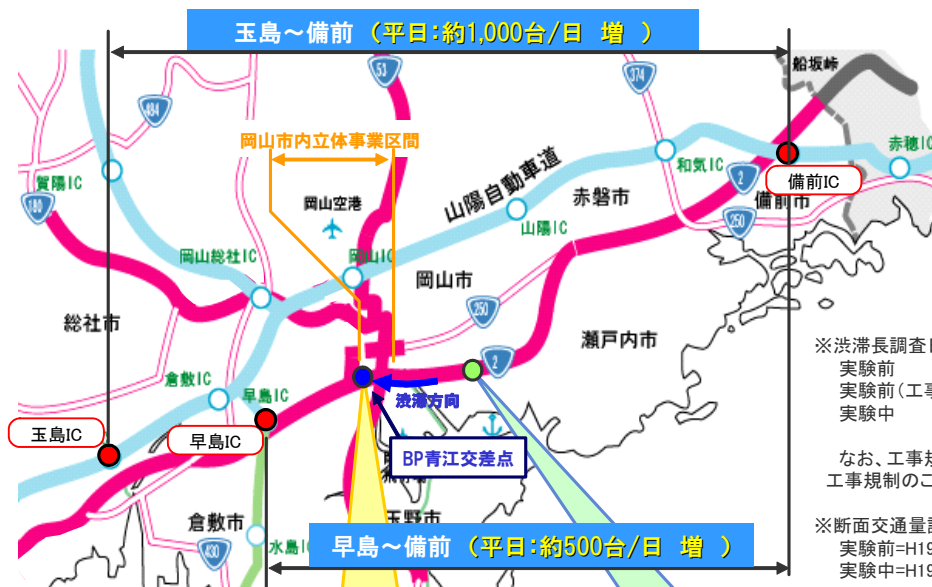 玉島～備前 （平日：約1,000台/日 増 ）
53
374
船坂峠
484
岡山市内立体事業区間
赤穂IC
和気IC
2
備前IC
備前市
賀陽IC
180
岡山空港
山陽自動車道
赤磐市
山陽IC
250
岡山総社IC
岡山IC
岡山市
250
総社市
瀬戸内市
2
倉敷IC
早島IC
渋滞方向
玉島IC
早島IC
BP青江交差点
倉敷市
430
水島I
玉野市
早島～備前 （平日：約500台/日 増 ）
※渋滞長調査
実験前
実験前（工事
実験中
なお、工事規
工事規制のこ
※断面交通量
実験前=H19
実験中=H19